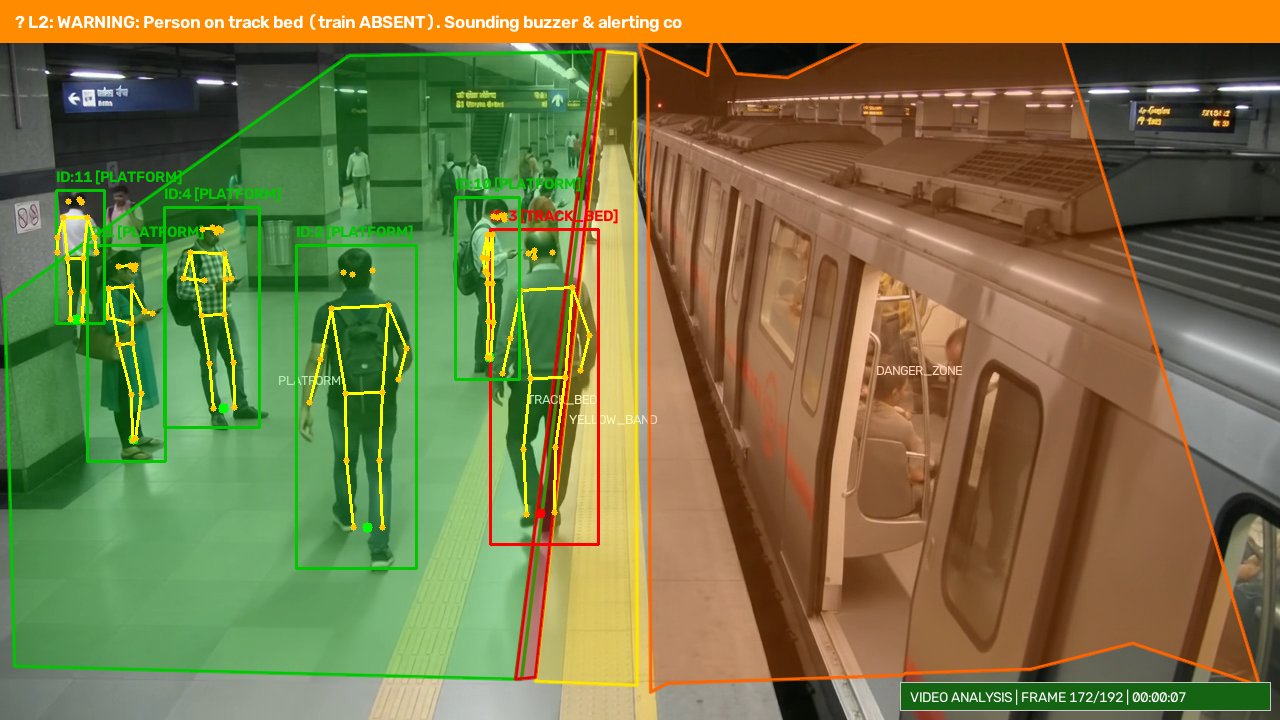 ? L2: WARNING: Person on track bed (train ABSENT). Sounding buzzer & alerting co
ID:11 [PLATFORM]
ID:4 [PLATFORM]
ID:10 [PLATFORM]
3 [TRACK_BED]
[PLATFORM]
[PLATFORM]
DANGER_ZONE
PLATFORM
TRACK_BED
YELLOW_BAND
VIDEO ANALYSIS | FRAME 172/192 | 00:00:07